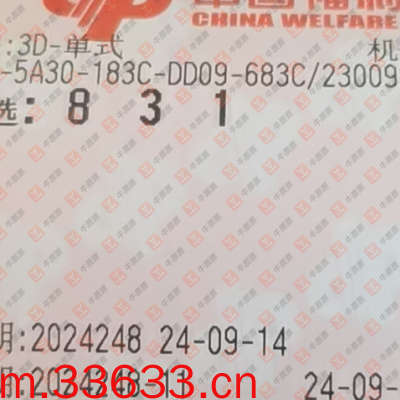 CHINA WELFARE
:3D-单式 机
-5A30-183C-DD09-683C/23009
选: 8 3 1
期:2024248 24-09-14
m.33633.cn
24-09-